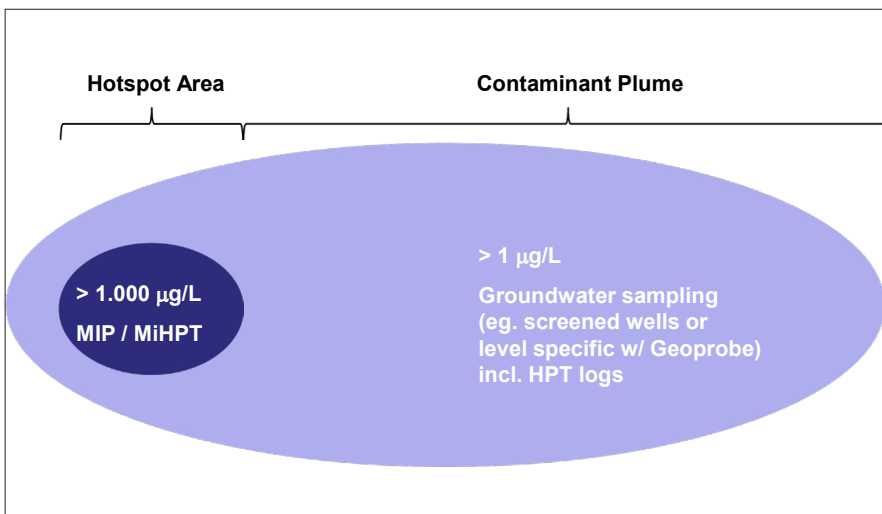 Hotspot Area
Contaminant Plume
> 1.000 μg/L
MIP / MiHPT
> 1 μg/L
Groundwater sampling
(eg. screened wells or
level specific w/ Geoprobe)
incl. HPT logs